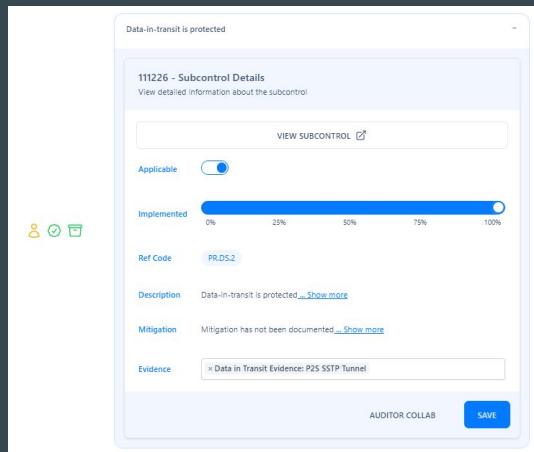 Data-in-transit is protected
111226 - Subcontrol Details
View detailed information about the subcontrol
VIEW SUBCONTROL
Applicable
Implemented
0% 25% 50% 75% 100%
Ref Code PR.DS.2
Description Data-in-transit is protected ... Show more
Mitigation Mitigation has not been documented ... Show more
Evidence × Data in Transit Evidence: P2S SSTP Tunnel
AUDITOR COLLAB SAVE